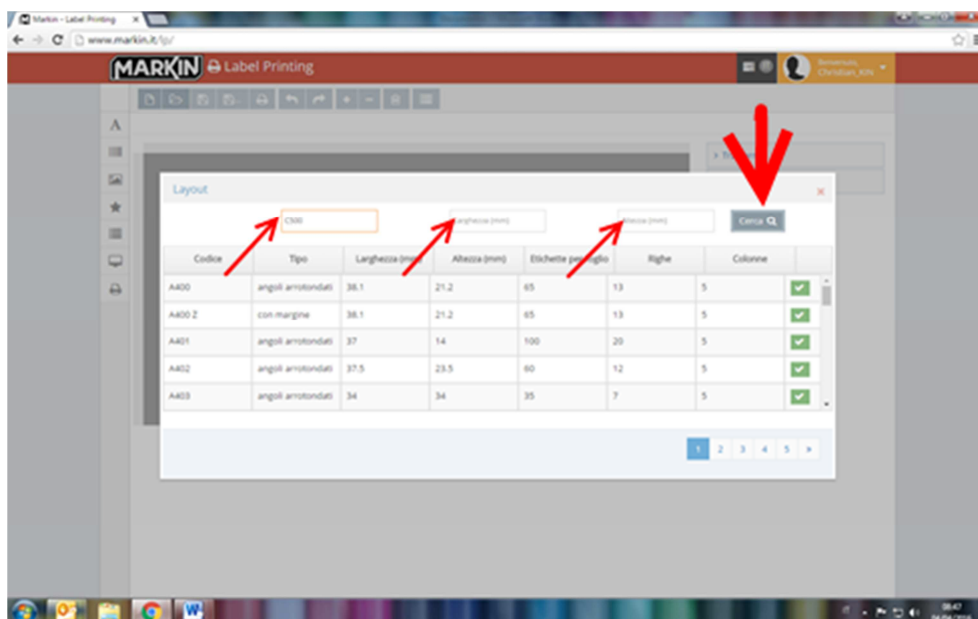 Markin - Label Printing
www.markin.it/lp/
MARKIN Label Printing
Benvenuto,
Christian_KIN
Layout
C500
Larghezza (mm)
Altezza (mm)
Cerca
Codice Tipo Larghezza (mm) Altezza (mm) Etichette per foglio Righe Colonne
A400 angoli arrotondati 38.1 21.2 65 13 5
A400 Z con margine 38.1 21.2 65 13 5
A401 angoli arrotondati 37 14 100 20 5
A402 angoli arrotondati 37.5 23.5 60 12 5
A403 angoli arrotondati 34 34 35 7 5
1 2 3 4 5 »
08:47